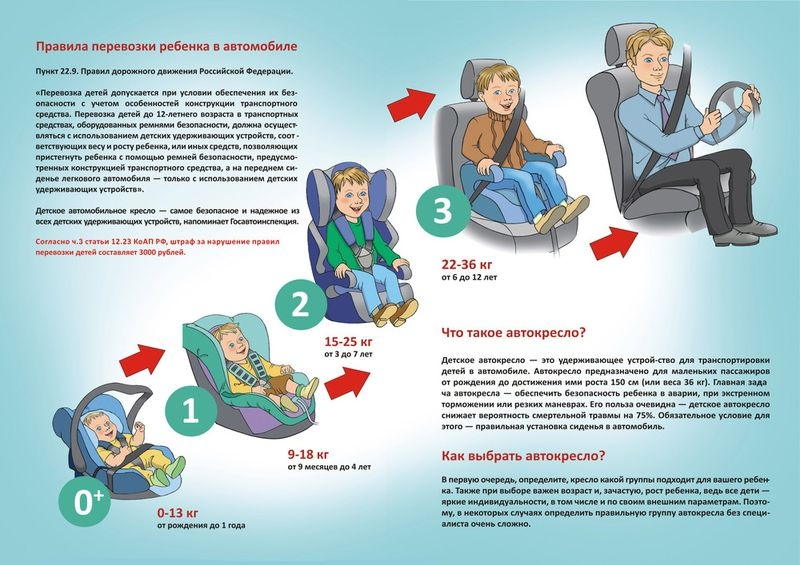 Правила перевозки ребенка в автомобиле
Пункт 22.9. Правил дорожного движения Российской Федерации.
«Перевозка детей допускается при условии обеспечения их без-
опасности с учетом особенностей конструкции транспортного
средства. Перевозка детей до 12-летнего возраста в транспортных
средствах, оборудованных ремнями безопасности, должна осущест-
вляться с использованием детских удерживающих устройств, соот-
ветствующих весу и росту ребенка, или иных средств, позволяющих
пристегнуть ребенка с помощью ремней безопасности, предусмо-
тренных конструкцией транспортного средства, а на переднем си-
денье легкового автомобиля — только с использованием детских
удерживающих устройств».
Детское автомобильное кресло — самое безопасное и надежное из
всех детских удерживающих устройств, напоминает Госавтоинспекция.
Согласно ч.3 статьи 12.23 КоАП РФ, штраф за нарушение правил
перевозки детей составляет 3000 рублей.
3
22-36 кг
от 6 до 12 лет
2
15-25 кг
от 3 до 7 лет
1
9-18 кг
от 9 месяцев до 4 лет
0+
0-13 кг
от рождения до 1 года
Что такое автокресло?
Детское автокресло — это удерживающее устрой-ство для транспортировки
детей в автомобиле. Автокресло предназначено для маленьких пассажиров
от рождения до достижения ими роста 150 см (или веса 36 кг). Главная зада
ча автокресла — обеспечить безопасность ребенка в аварии, при экстренном
торможении или резких маневрах. Его польза очевидна — детское автокресло
снижает вероятность смертельной травмы на 75%. Обязательное условие для
этого — правильная установка сиденья в автомобиль.
Как выбрать автокресло?
В первую очередь, определите, кресло какой группы подходит для вашего ребен-
ка. Также при выборе важен возраст и, зачастую, рост ребенка, ведь все дети —
яркие индивидуальности, в том числе и по своим внешним параметрам. Поэто-
му, в некоторых случаях определить правильную группу автокресла без специ-
алиста очень сложно.